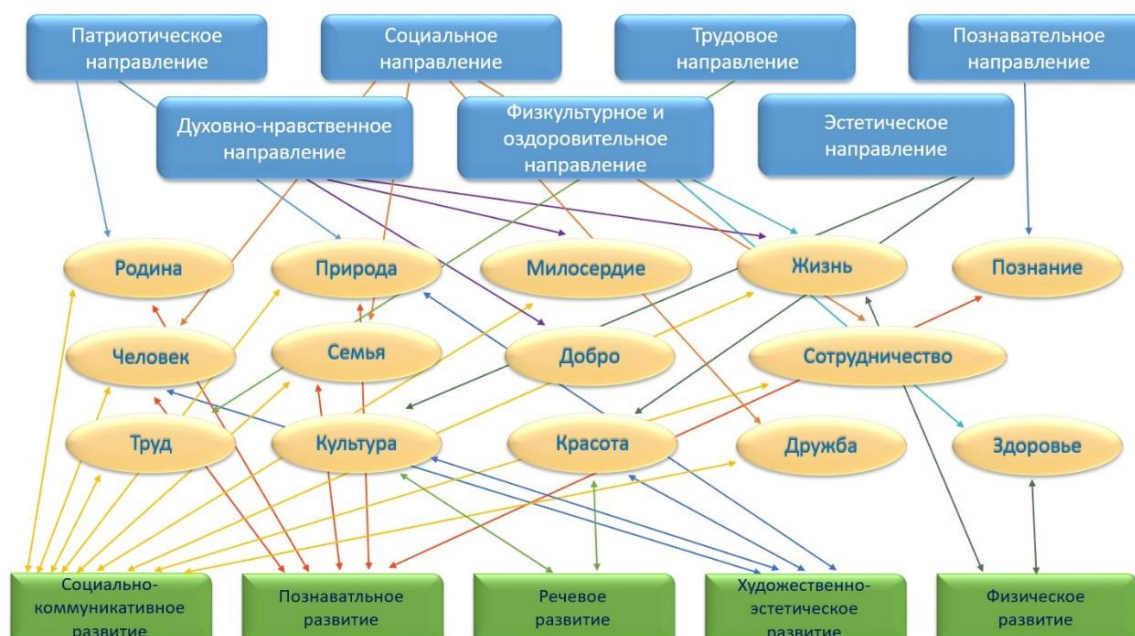 Патриотическое
направление
Социальное
направление
Трудовое
направление
Познавательное
направление
Духовно-нравственное
направление
Физкультурное и
оздоровительное
направление
Эстетическое
направление
Родина
Природа
Милосердие
Жизнь
Познание
Человек
Семья
Добро
Сотрудничество
Труд
Культура
Красота
Дружба
Здоровье
Социально-
коммуникативное
развитие
Познаватльное
развитие
Речевое
развитие
Художественно-
эстетическое
развитие
Физическое
развитие